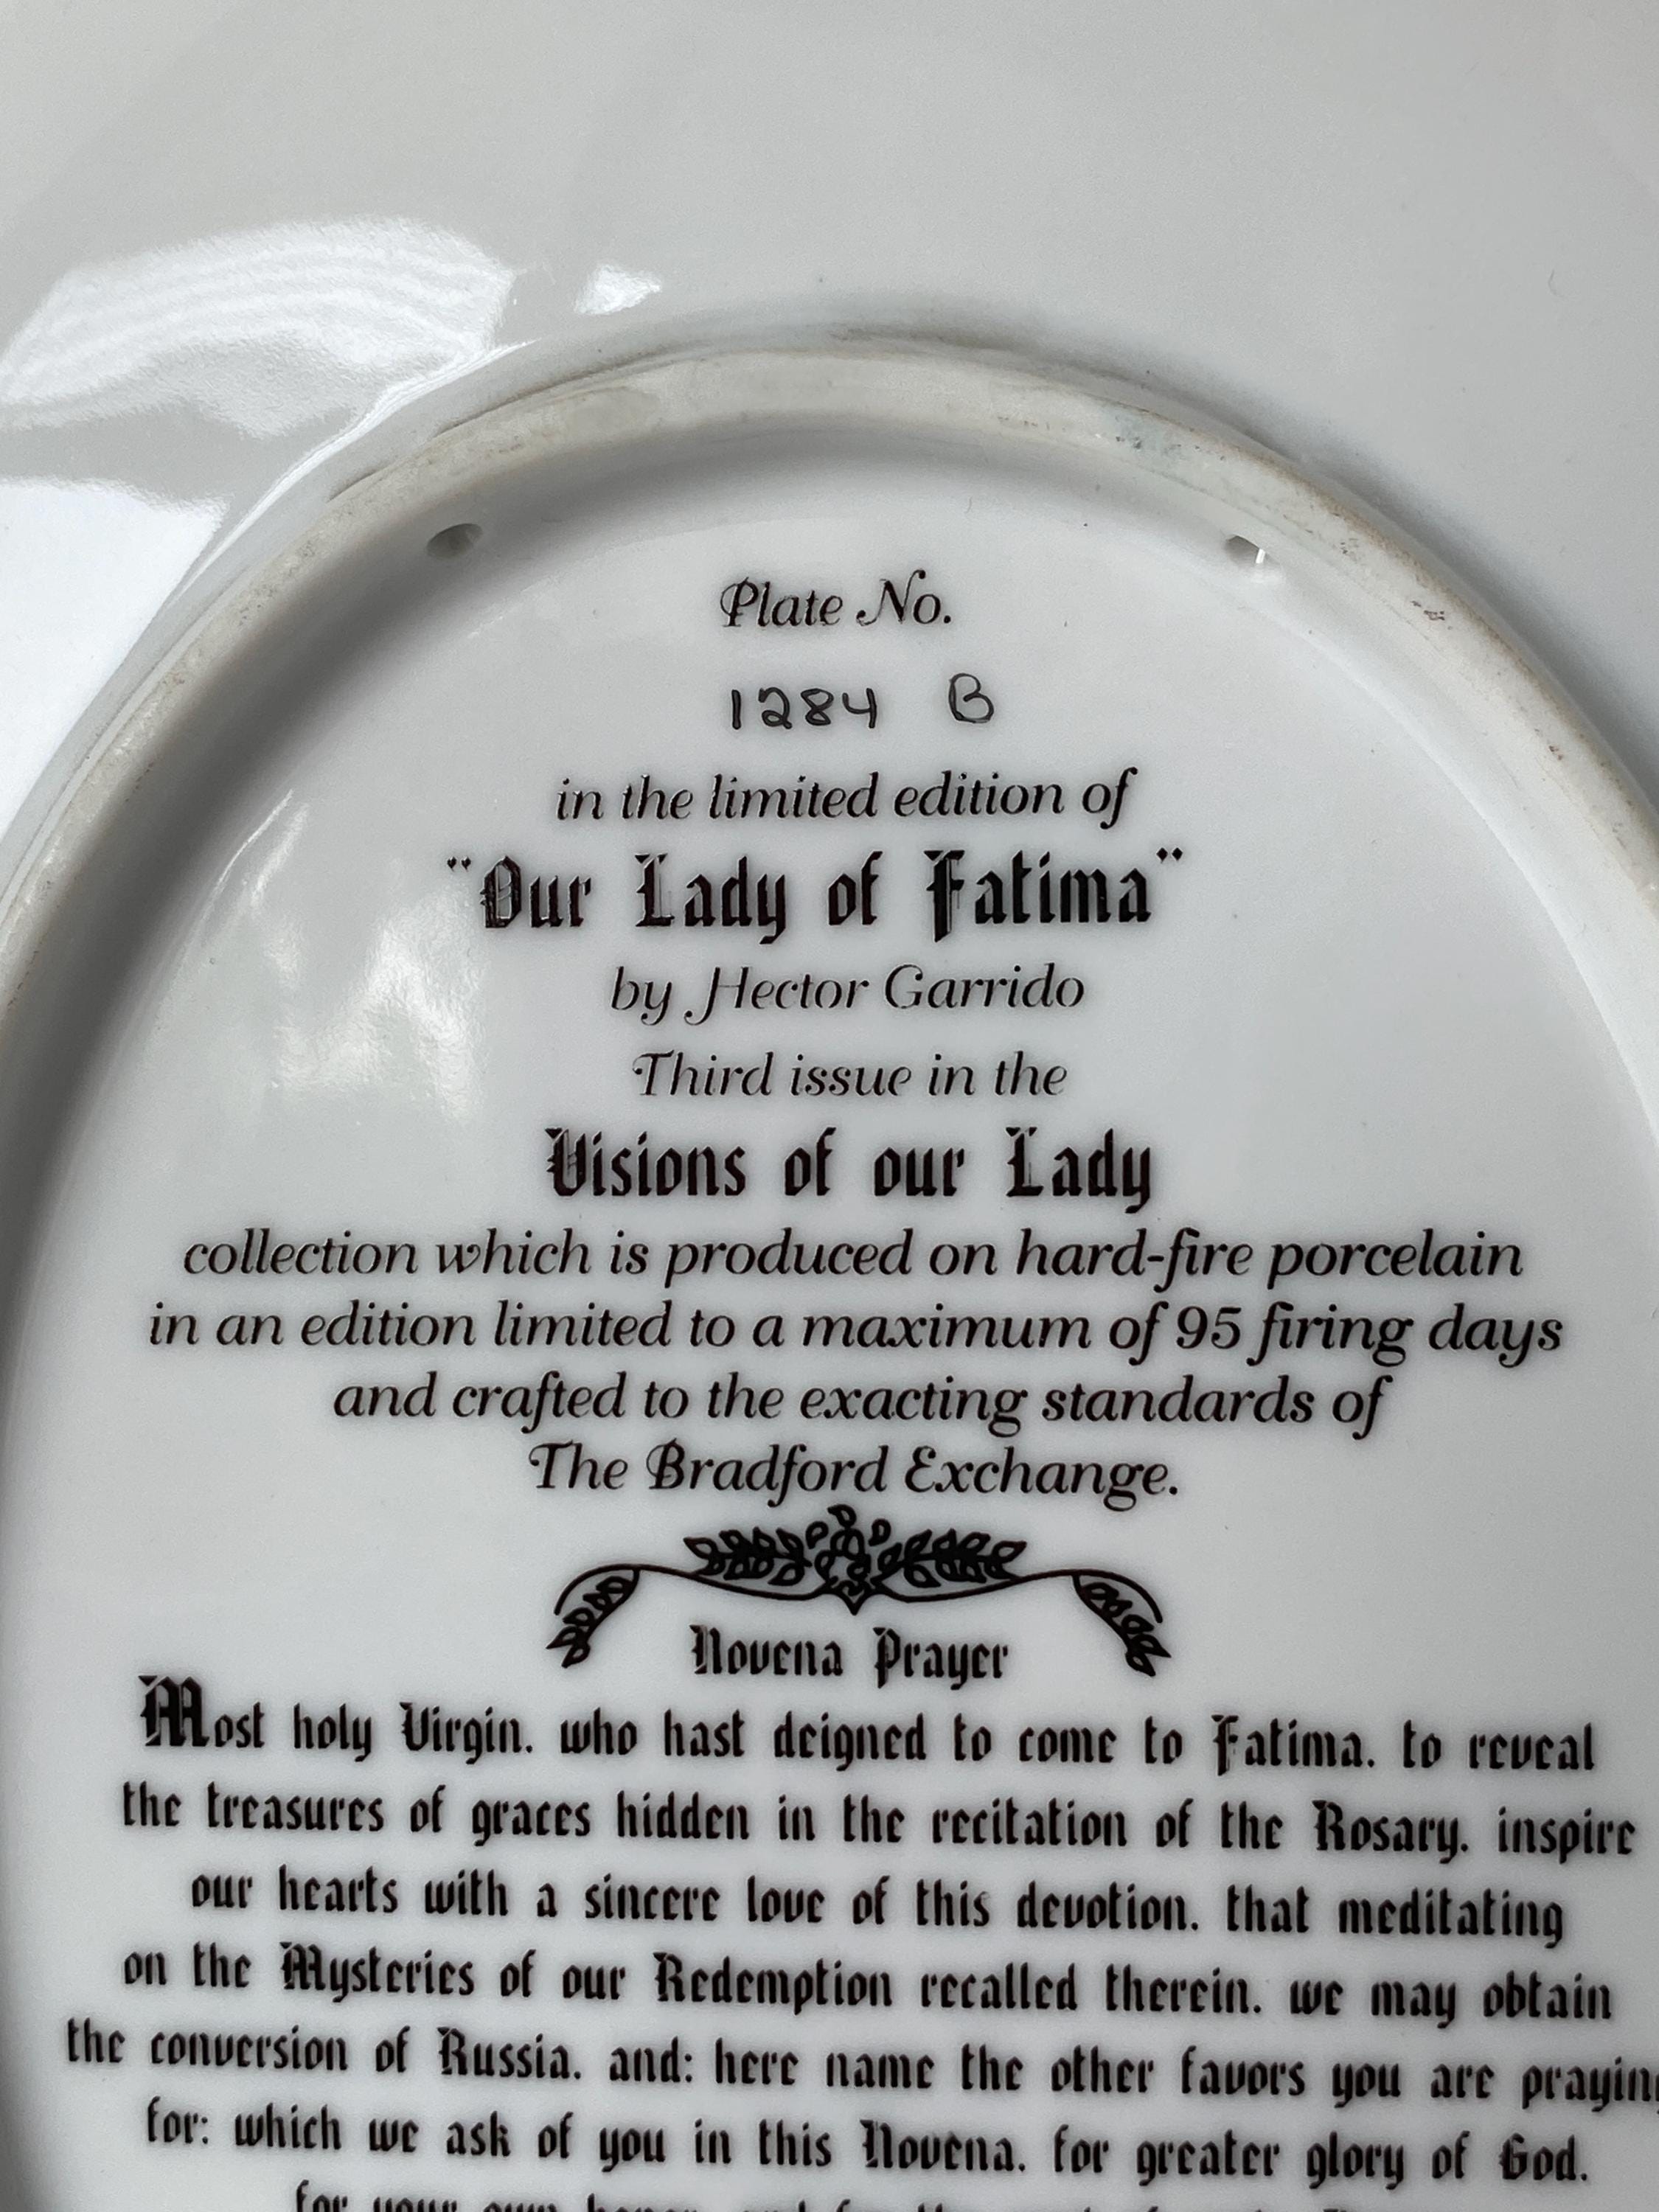 Plate No.
1284 B
in the limited edition of
"Our Lady of Fatima"
by Hector Garrido
Third issue in the
Visions of our Lady
collection which is produced on hard-fire porcelain
in an edition limited to a maximum of 95 firing days
and crafted to the exacting standards of
The Bradford Exchange.
Novena Prayer
Most holy Virgin. who hast deigned to come to Fatima. to reveal
the treasures of graces hidden in the recitation of the Rosary. inspire
our hearts with a sincere love of this devotion. that meditating
on the Mysteries of our Redemption recalled therein. we may obtain
the conversion of Russia. and: here name the other favors you are praying
for: which we ask of you in this Novena. for greater glory of God.
for your own honor